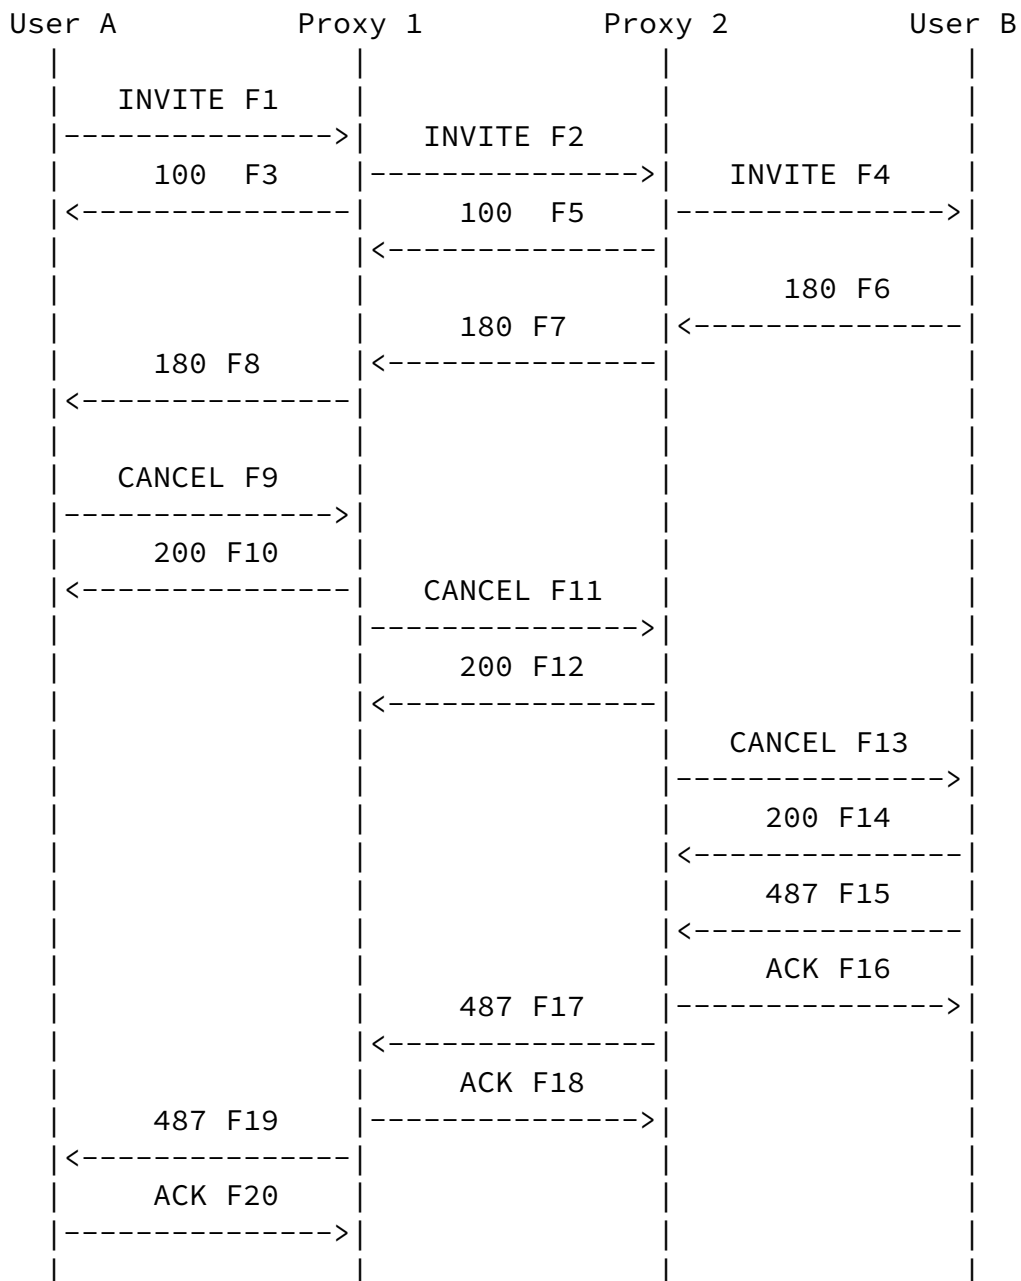 User A Proxy 1 Proxy 2 User B
INVITE F1
INVITE F2
100 F3 INVITE F4
100 F5
180 F6
180 F7
180 F8
CANCEL F9
200 F10
CANCEL F11
200 F12
CANCEL F13
200 F14
487 F15
ACK F16
487 F17
ACK F18
487 F19
ACK F20